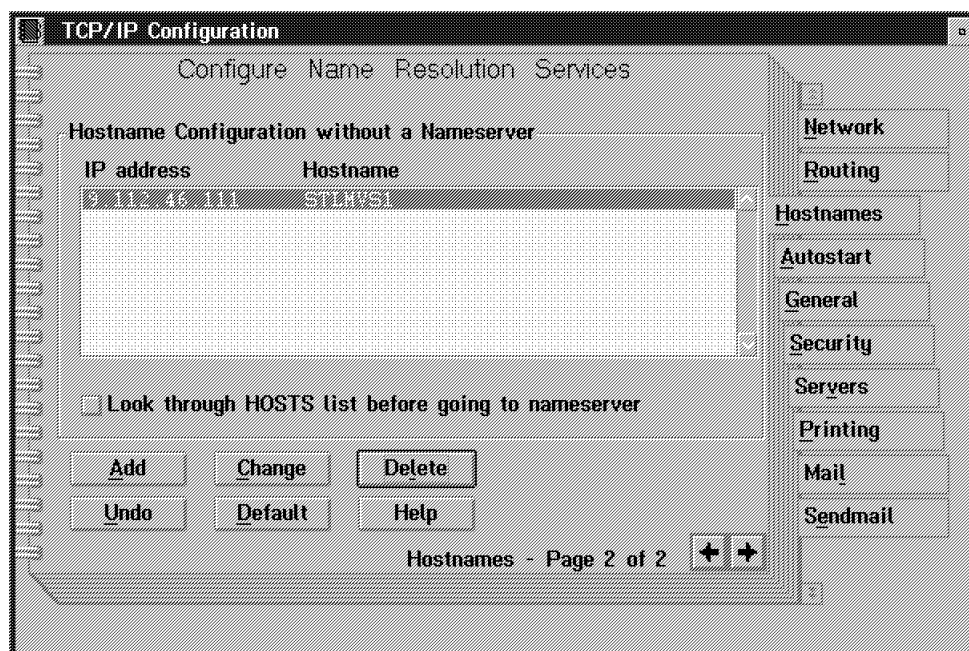 TCP/IP Configuration
Configure Name Resolution Services
Hostname Configuration without a Nameserver
IP address Hostname
9.112.46.111 STLMVS1
Look through HOSTS list before going to nameserver
Add Change Delete
Undo Default Help
Hostnames - Page 2 of 2
Network
Routing
Hostnames
Autostart
General
Security
Servers
Printing
Mail
Sendmail